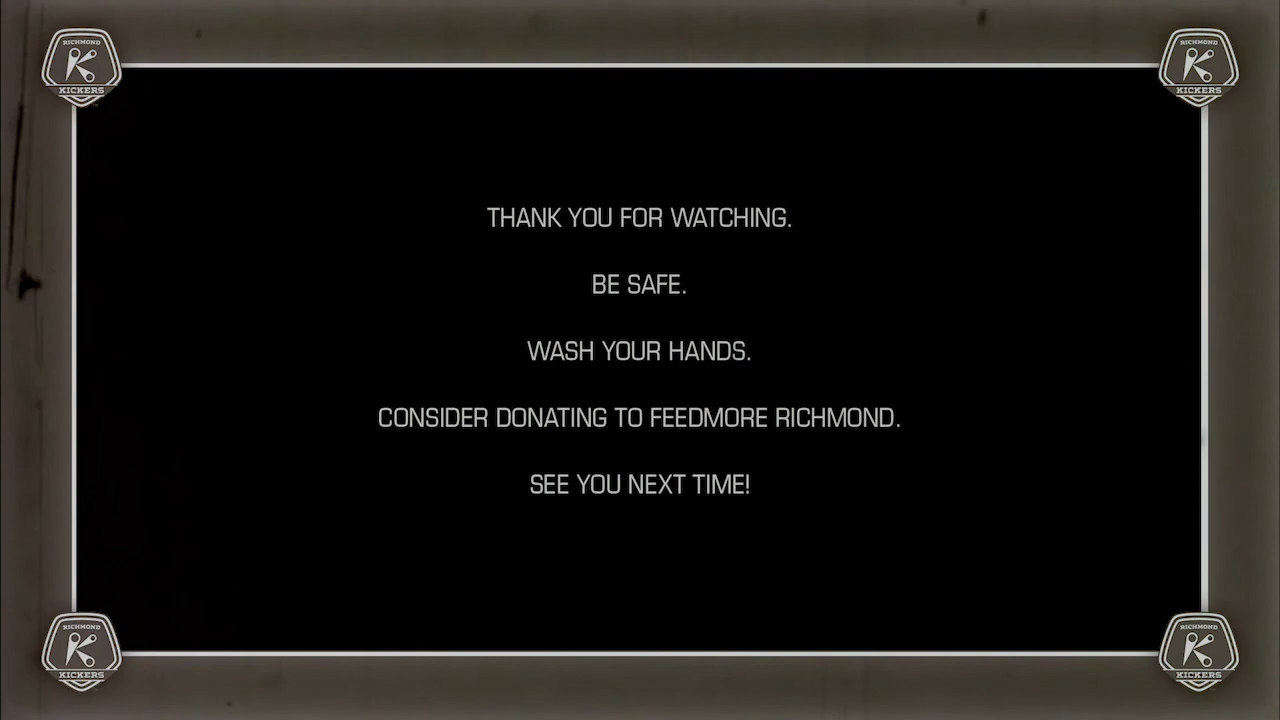 RICHMOND
K
KICKERS
RICHMOND
K
KICKERS
THANK YOU FOR WATCHING.
BE SAFE.
WASH YOUR HANDS.
CONSIDER DONATING TO FEEDMORE RICHMOND.
SEE YOU NEXT TIME!
RICHMOND
K
KICKERS
RICHMOND
K
KICKERS